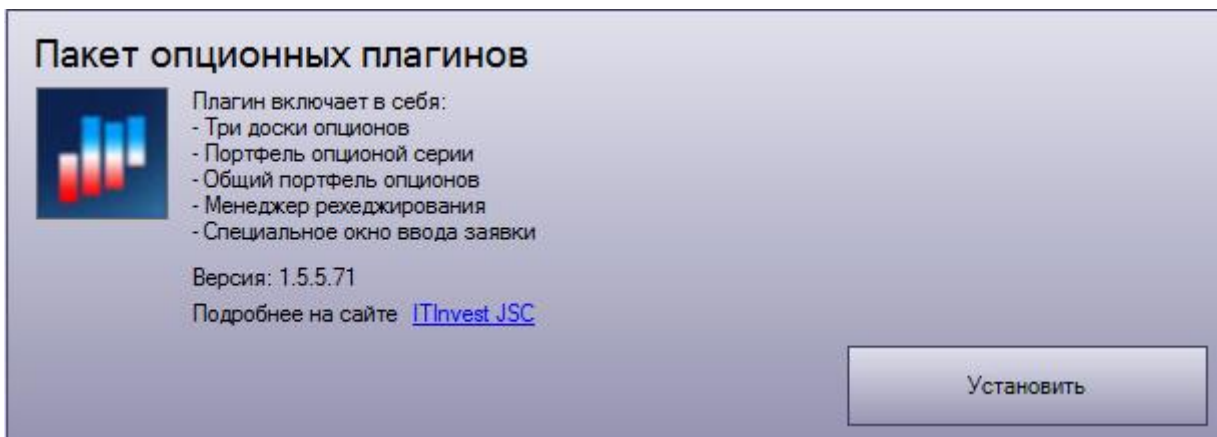 Пакет опционных плагинов
Плагин включает в себя:
- Три доски опционов
- Портфель опционой серии
- Общий портфель опционов
- Менеджер рехеджирования
- Специальное окно ввода заявки
Версия: 1.5.5.71
Подробнее на сайте ITInvest JSC
Установить